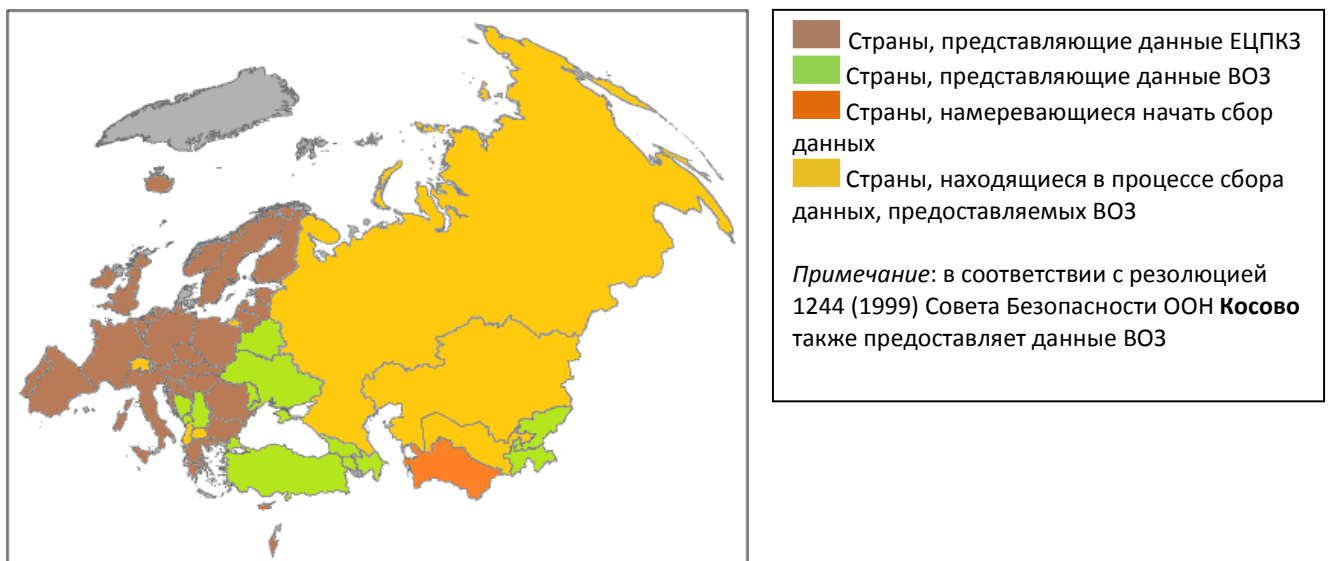 Страны, представляющие данные ЕЦПКЗ
Страны, представляющие данные ВОЗ
Страны, намеревающиеся начать сбор
данных
Страны, находящиеся в процессе сбора
данных, предоставляемых ВОЗ
Примечание: в соответствии с резолюцией
1244 (1999) Совета Безопасности ООН Косово
также предоставляет данные ВОЗ